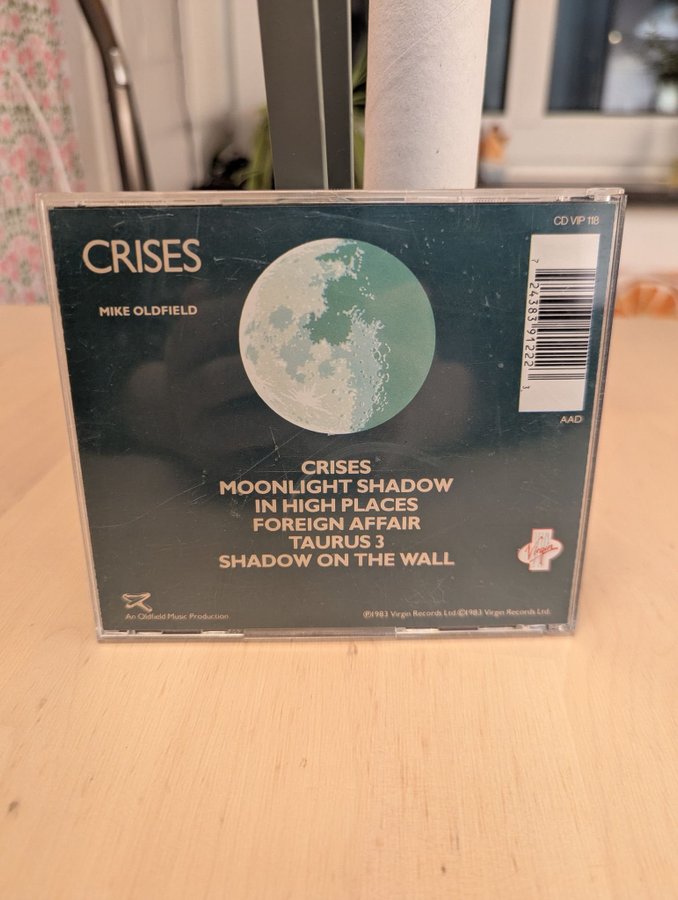 CRISES
MIKE OLDFIELD
CD VIP 118
7 24383 91222 3
AAD
CRISES
MOONLIGHT SHADOW
IN HIGH PLACES
FOREIGN AFFAIR
TAURUS 3
SHADOW ON THE WALL
Virgin
An Oldfield Music Production
℗1983 Virgin Records Ltd.©1983 Virgin Records Ltd.